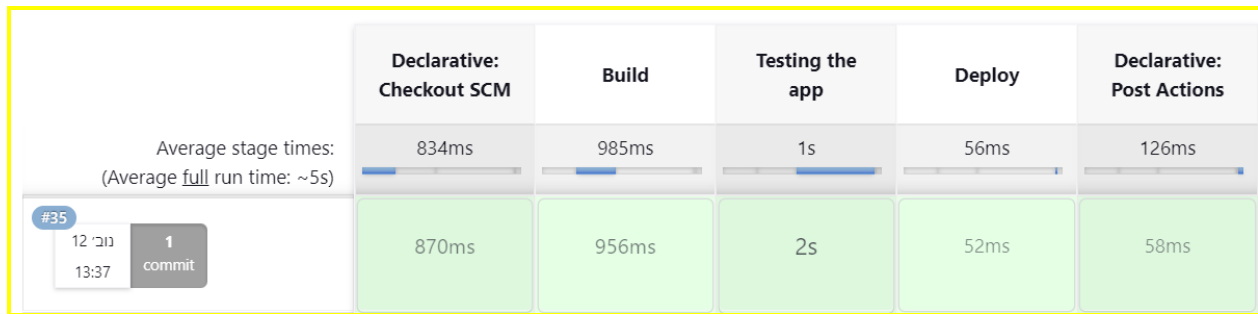 Declarative:
Checkout SCM
Build
Testing the
app
Deploy
Declarative:
Post Actions
Average stage times:
(Average full run time: ~5s)
834ms
985ms
1s
56ms
126ms
#35
12 נוב׳
13:37
1
commit
870ms
956ms
2s
52ms
58ms